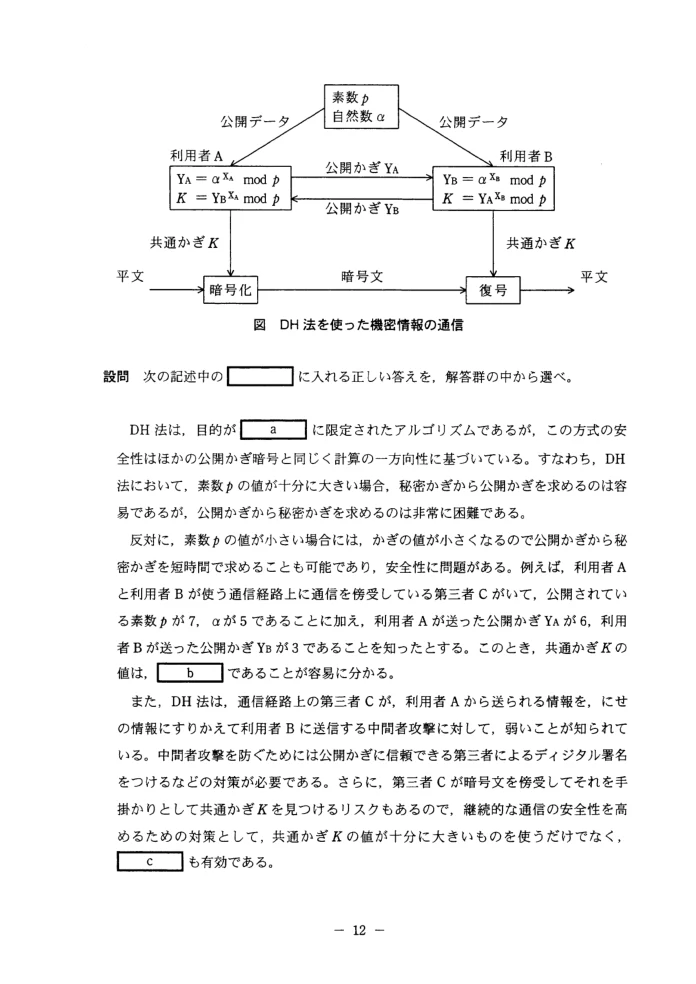 素数 p
自然数 α
公開データ
公開データ
利用者 A
利用者 B
YA = α^XA mod p
K = YB^XA mod p
公開かぎ YA
公開かぎ YB
YB = α^XB mod p
K = YA^XB mod p
共通かぎ K
共通かぎ K
平文
暗号化
暗号文
復号
平文
図 DH 法を使った機密情報の通信
設問 次の記述中の に入れる正しい答えを，解答群の中から選べ。
DH 法は，目的が a に限定されたアルゴリズムであるが，この方式の安
全性はほかの公開かぎ暗号と同じく計算の一方向性に基づいている。すなわち，DH
法において，素数 p の値が十分に大きい場合，秘密かぎから公開かぎを求めるのは容
易であるが，公開かぎから秘密かぎを求めるのは非常に困難である。
反対に，素数 p の値が小さい場合には，かぎの値が小さくなるので公開かぎから秘
密かぎを短時間で求めることも可能であり，安全性に問題がある。例えば，利用者 A
と利用者 B が使う通信経路上に通信を傍受している第三者 C がいて，公開されてい
る素数 p が 7，α が 5 であることに加え，利用者 A が送った公開かぎ YA が 6，利用
者 B が送った公開かぎ YB が 3 であることを知ったとする。このとき，共通かぎ K の
値は， b であることが容易に分かる。
また，DH 法は，通信経路上の第三者 C が，利用者 A から送られる情報を，にせ
の情報にすりかえて利用者 B に送信する中間者攻撃に対して，弱いことが知られて
いる。中間者攻撃を防ぐためには公開かぎに信頼できる第三者によるディジタル署名
をつけるなどの対策が必要である。さらに，第三者 C が暗号文を傍受してそれを手
掛かりとして共通かぎ K を見つけるリスクもあるので，継続的な通信の安全性を高
めるための対策として，共通かぎ K の値が十分に大きいものを使うだけでなく，
c も有効である。
－ 12 －